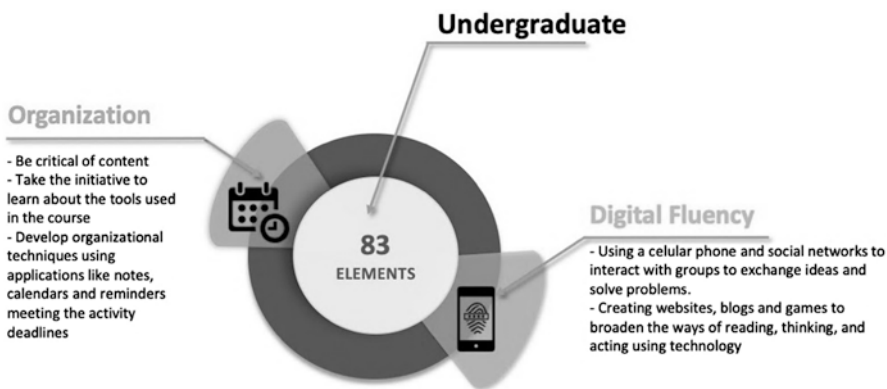 Undergraduate
Organization
- Be critical of content
- Take the initiative to
learn about the tools used
in the course
- Develop organizational
techniques using
applications like notes,
calendars and reminders
meeting the activity
deadlines
83
ELEMENTS
Digital Fluency
- Using a celular phone and social networks to
interact with groups to exchange ideas and
solve problems.
- Creating websites, blogs and games to
broaden the ways of reading, thinking, and
acting using technology